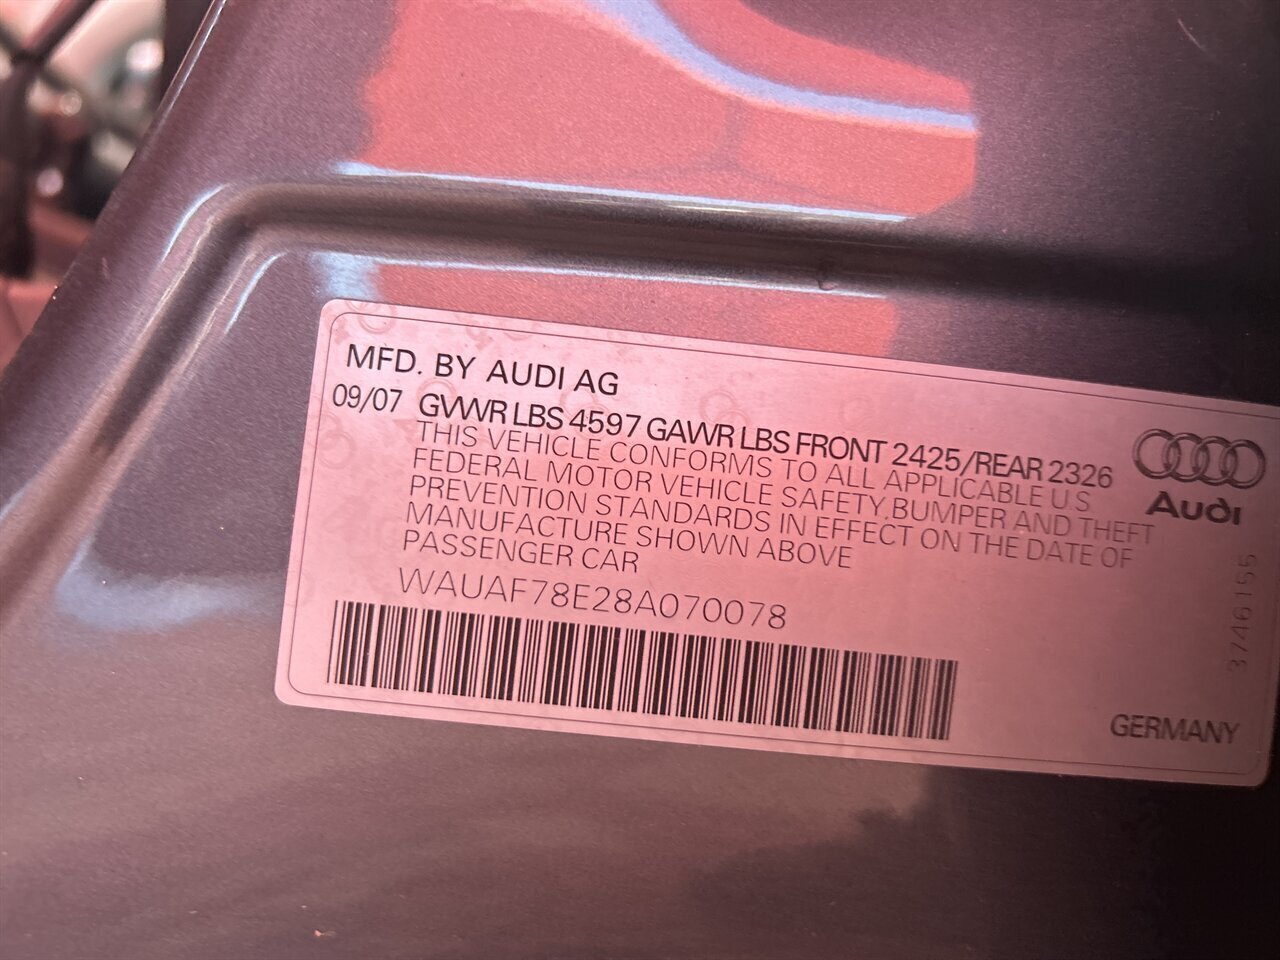 MFD. BY AUDI AG
09/07 GVWR LBS 4597 GAWR LBS FRONT 2425/REAR 2326
THIS VEHICLE CONFORMS TO ALL APPLICABLE U.S
FEDERAL MOTOR VEHICLE SAFETY,BUMPER AND THEFT
PREVENTION STANDARDS IN EFFECT ON THE DATE OF
MANUFACTURE SHOWN ABOVE
PASSENGER CAR
WAUAF78E28A070078
Audi
3746155
GERMANY